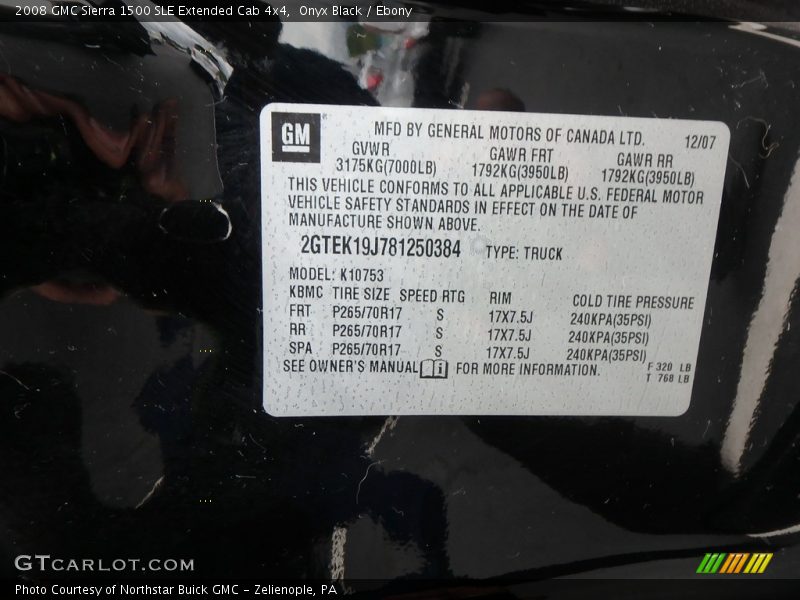 2008 GMC Sierra 1500 SLE Extended Cab 4x4, Onyx Black / Ebony
GM
MFD BY GENERAL MOTORS OF CANADA LTD. 12/07
GVWR GAWR FRT GAWR RR
3175KG(7000LB) 1792KG(3950LB) 1792KG(3950LB)
THIS VEHICLE CONFORMS TO ALL APPLICABLE U.S. FEDERAL MOTOR
VEHICLE SAFETY STANDARDS IN EFFECT ON THE DATE OF
MANUFACTURE SHOWN ABOVE.
2GTEK19J781250384 TYPE: TRUCK
MODEL: K10753
KBMC TIRE SIZE SPEED RTG RIM COLD TIRE PRESSURE
FRT P265/70R17 S 17X7.5J 240KPA(35PSI)
RR P265/70R17 S 17X7.5J 240KPA(35PSI)
SPA P265/70R17 S 17X7.5J 240KPA(35PSI)
SEE OWNER'S MANUAL FOR MORE INFORMATION.
F 320 LB
T 768 LB
GTCARLOT.COM
Photo Courtesy of Northstar Buick GMC - Zelienople, PA